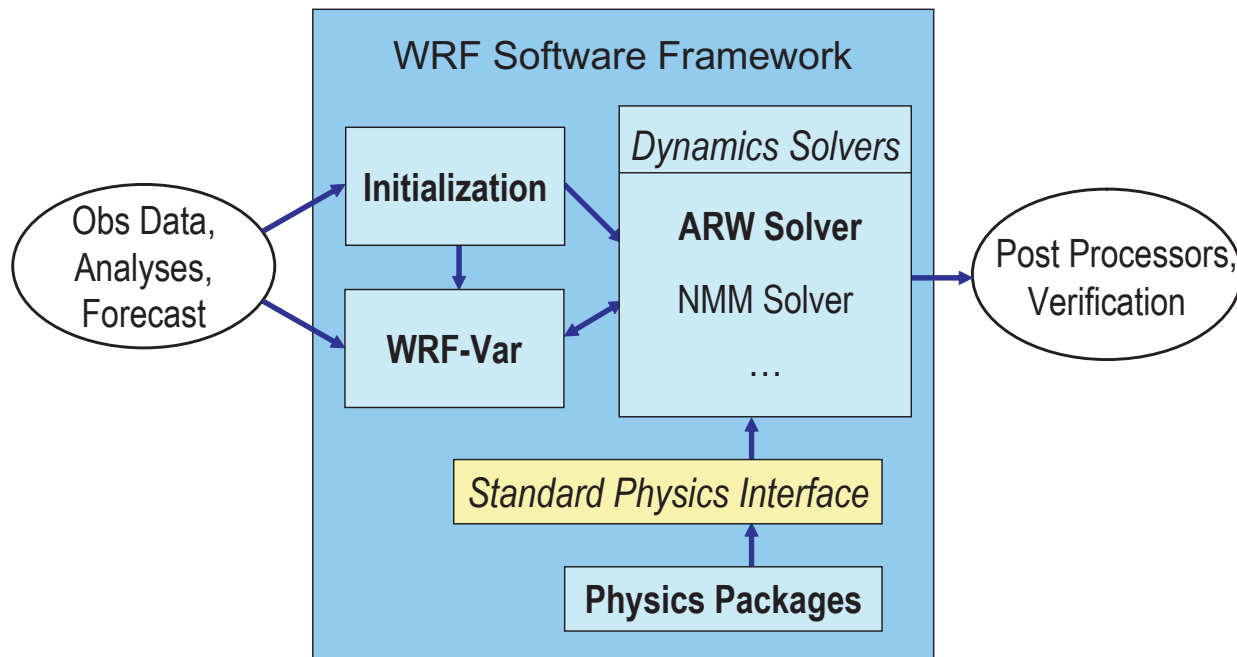 WRF Software Framework
Obs Data,
Analyses,
Forecast
Initialization
WRF-Var
Dynamics Solvers
ARW Solver
NMM Solver
…
Standard Physics Interface
Physics Packages
Post Processors,
Verification